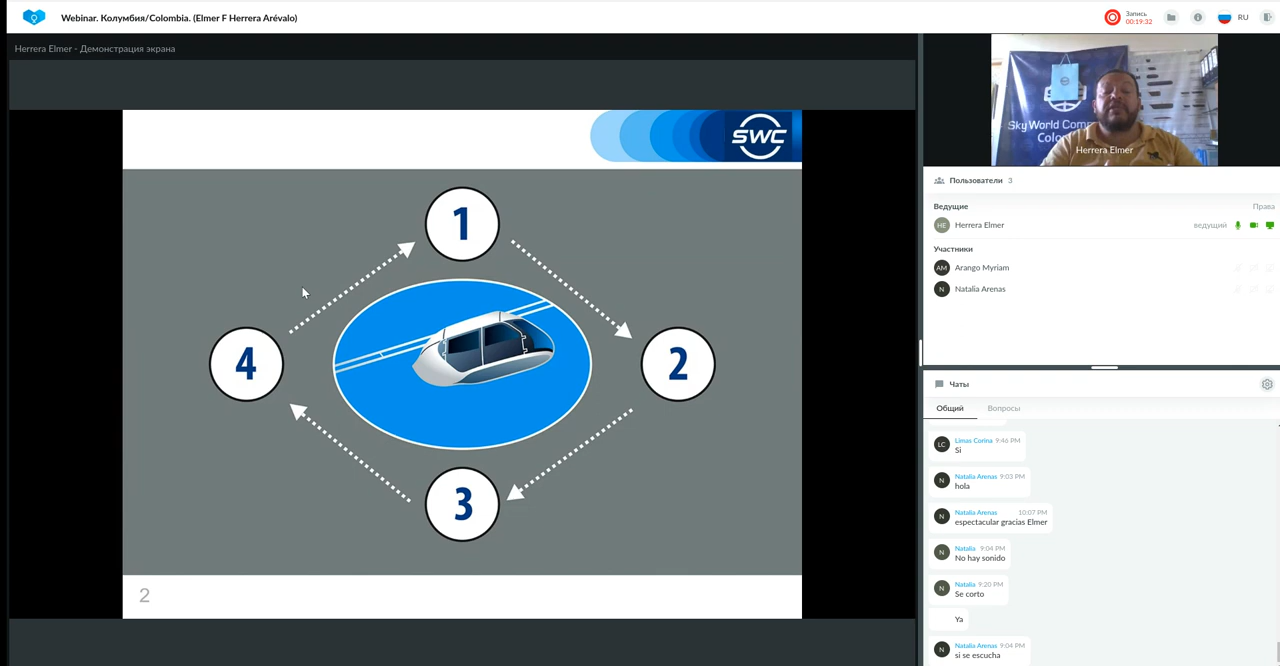 Webinar. Колумбия/Colombia. (Elmer F Herrera Arévalo)
Запись
00:19:32
RU
Herrera Elmer - Демонстрация экрана
SWC
1
2
3
4
2
Sky World Com
Colo
Herrera Elmer
Пользователи 3
Ведущие
Права
HE Herrera Elmer ведущий
Участники
AM Arango Myriam
N Natalia Arenas
Чаты
Общий Вопросы
LC Limas Corina 9:46 PM
Si
N Natalia Arenas 9:03 PM
hola
N Natalia Arenas 10:07 PM
espectacular gracias Elmer
N Natalia 9:04 PM
No hay sonido
N Natalia 9:20 PM
Se corto
Ya
N Natalia Arenas 9:04 PM
si se escucha